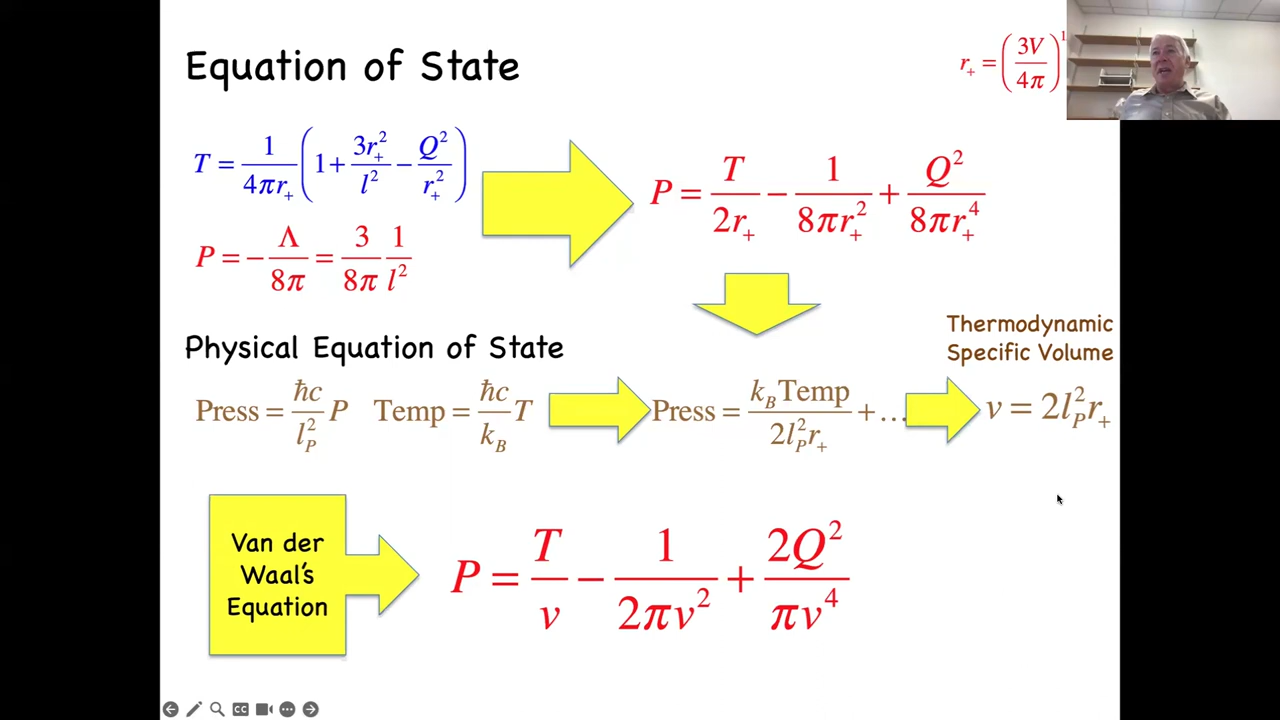 Equation of State
r₊ = (3V/4π)¹
T = 1/4πr₊ (1 + 3r₊²/l² − Q²/r₊²)
P = T/2r₊ − 1/8πr₊² + Q²/8πr₊⁴
P = −Λ/8π = 3/8π 1/l²
Thermodynamic
Specific Volume
Physical Equation of State
Press = ħc/l_P² P Temp = ħc/k_B T
Press = k_B Temp/2l_P² r₊ + …
v = 2l_P² r₊
Van der
Waal's
Equation
P = T/v − 1/2πv² + 2Q²/πv⁴
CC